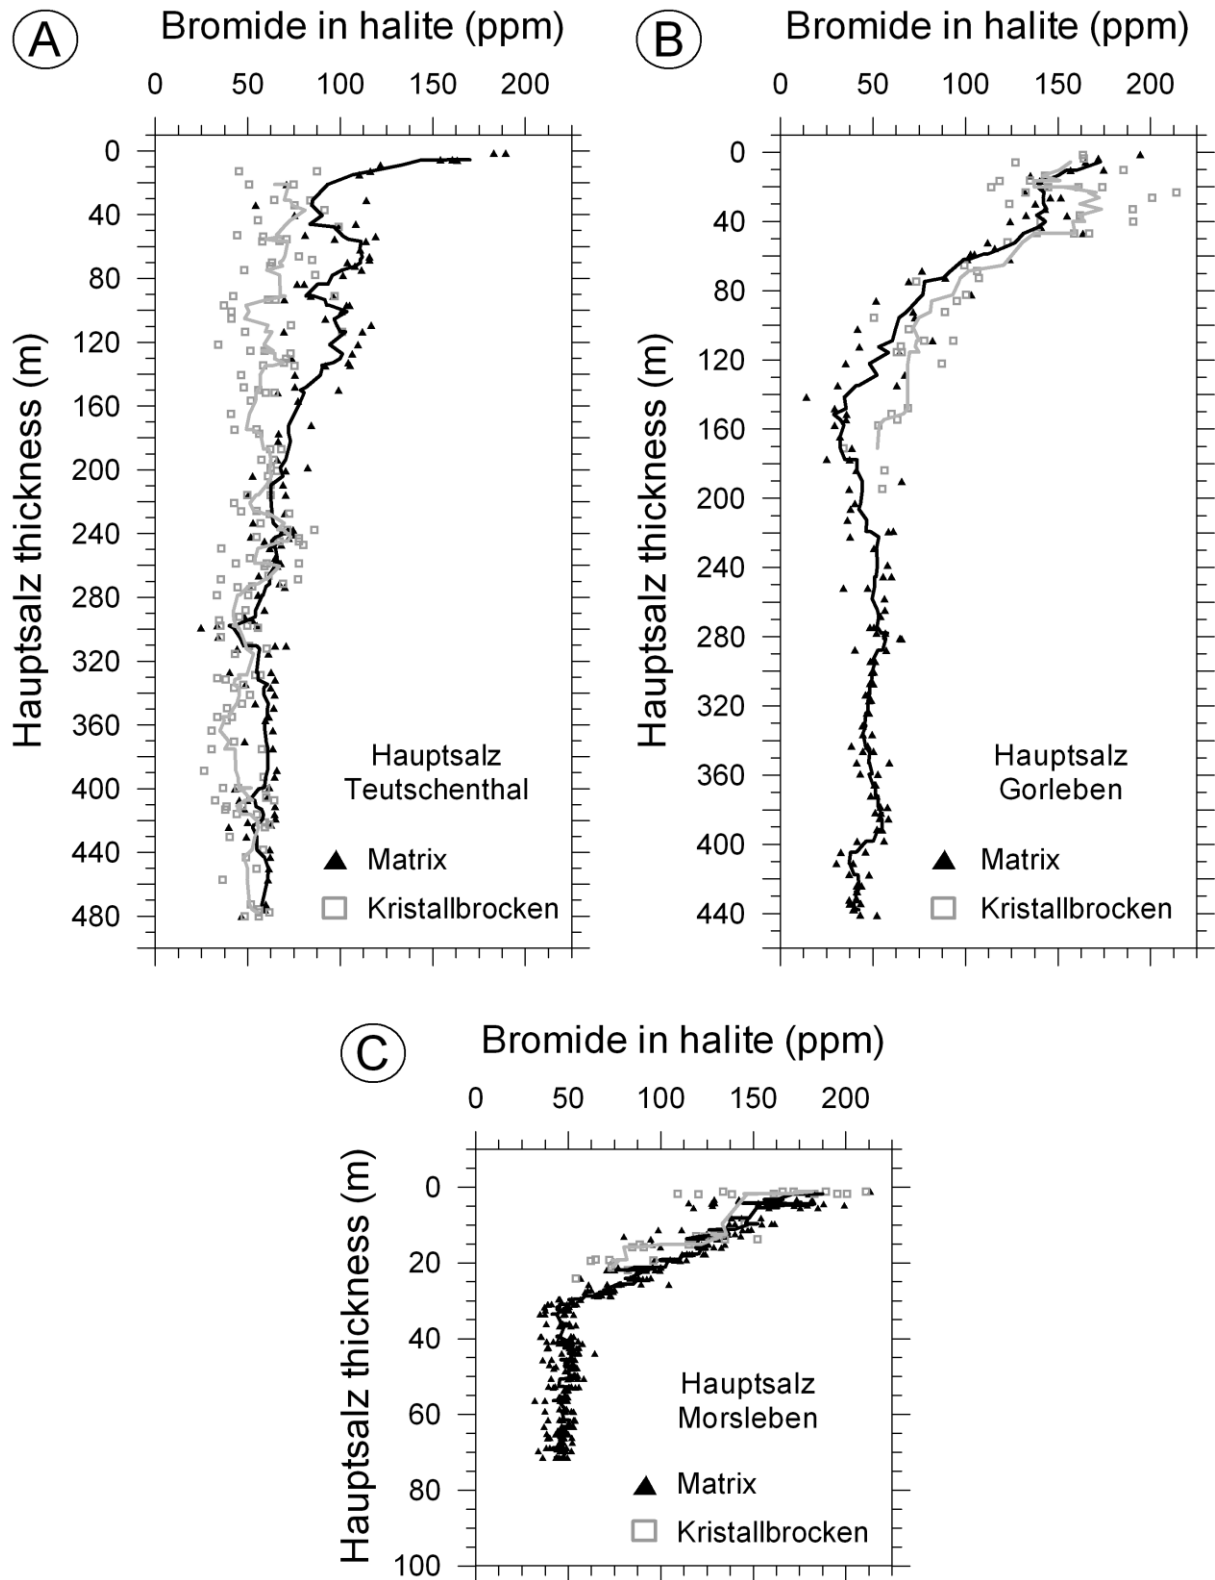 A
Bromide in halite (ppm)
0 50 100 150 200
Hauptsalz thickness (m)
0
40
80
120
160
200
240
280
320
360
400
440
480
Hauptsalz
Teutschenthal
Matrix
Kristallbrocken
B
Bromide in halite (ppm)
0 50 100 150 200
Hauptsalz thickness (m)
0
40
80
120
160
200
240
280
320
360
400
440
Hauptsalz
Gorleben
Matrix
Kristallbrocken
C
Bromide in halite (ppm)
0 50 100 150 200
Hauptsalz thickness (m)
0
20
40
60
80
100
Hauptsalz
Morsleben
Matrix
Kristallbrocken